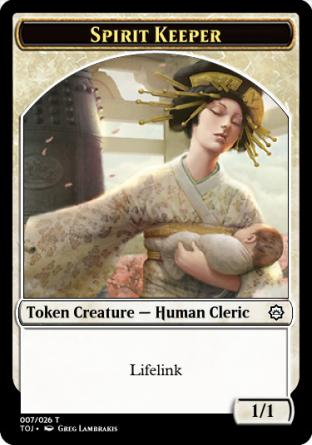 Spirit Keeper
Token Creature — Human Cleric
Lifelink
1/1
007/026 T
TOJ • Greg Lambrakis